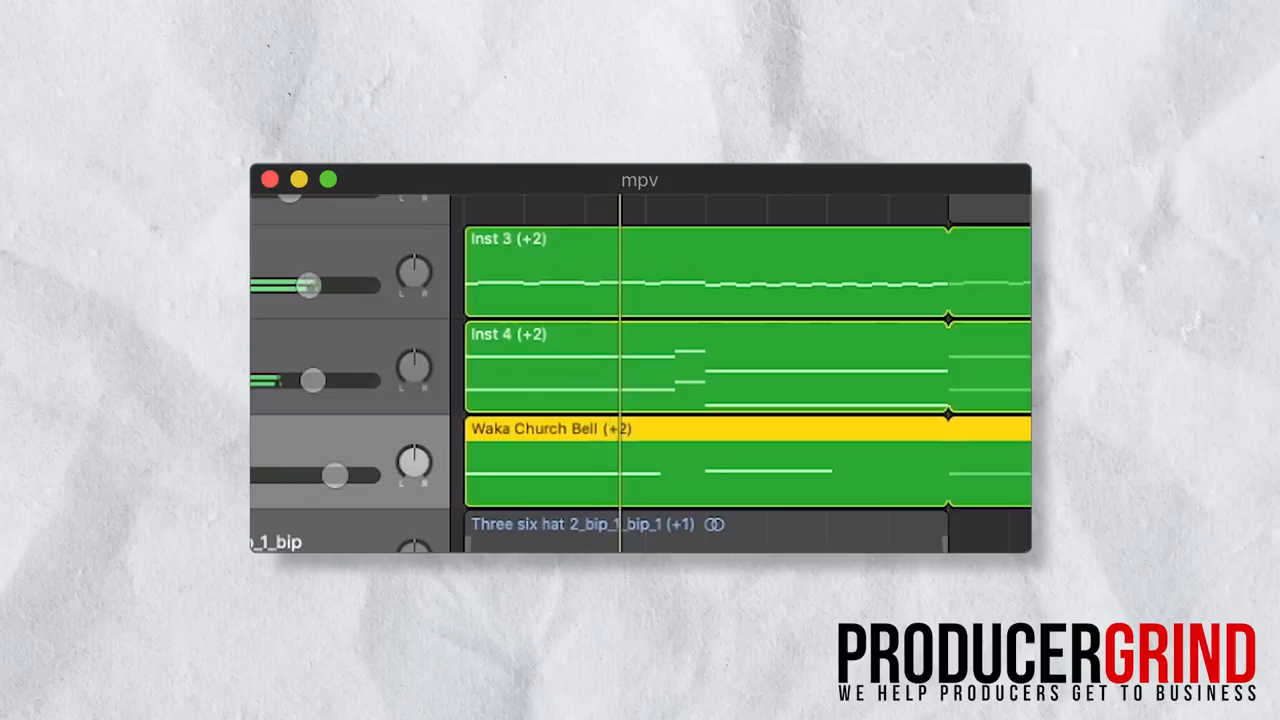 mpv
L R
Inst 3 (+2)
L R
Inst 4 (+2)
L R
Waka Church Bell (+2)
L R
Three six hat 2_bip_1_bip_1 (+1)
_1_bip
PRODUCERGRIND
WE HELP PRODUCERS GET TO BUSINESS